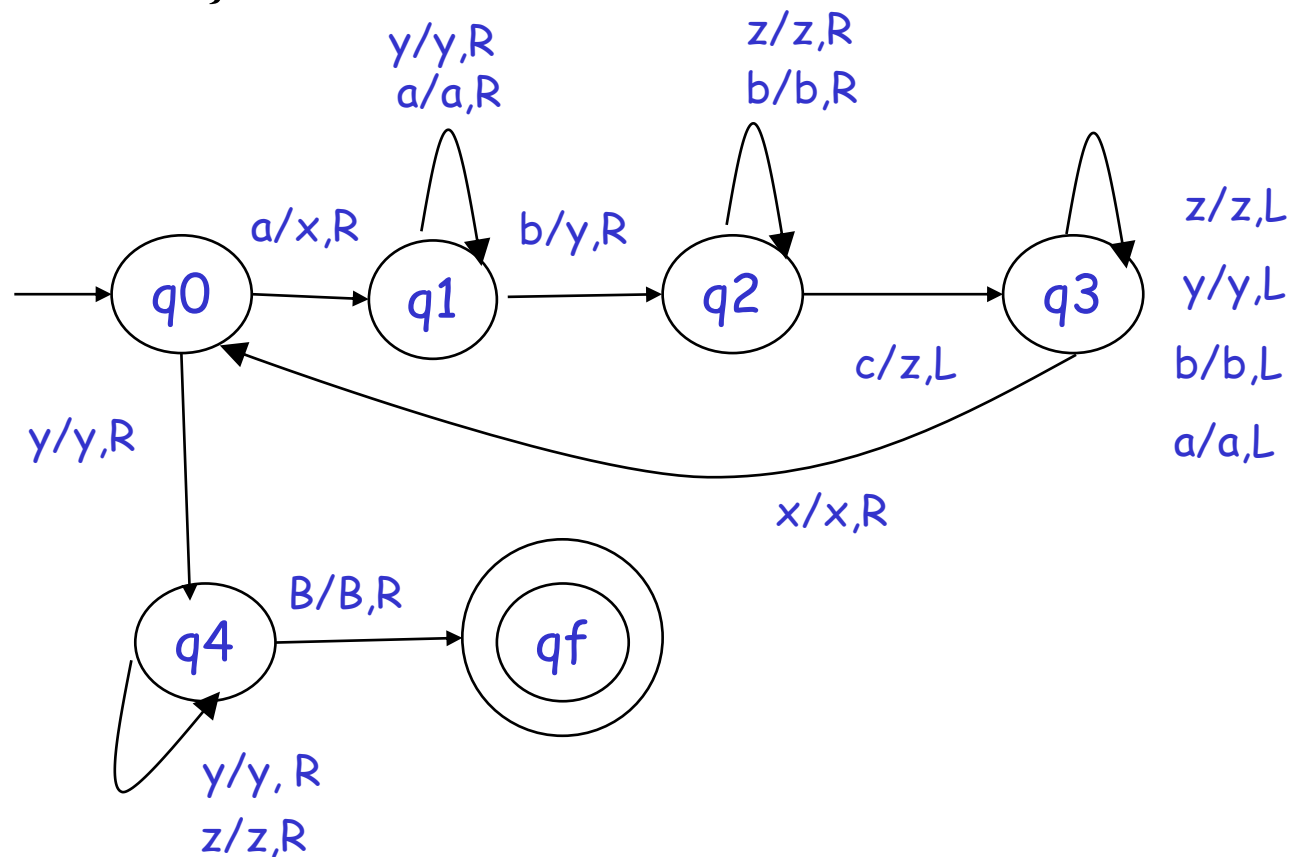 y/y,R
a/a,R
z/z,R
b/b,R
a/x,R
b/y,R
z/z,L
q0
q1
q2
q3
y/y,L
c/z,L
b/b,L
y/y,R
a/a,L
x/x,R
B/B,R
q4
qf
y/y, R
z/z,R